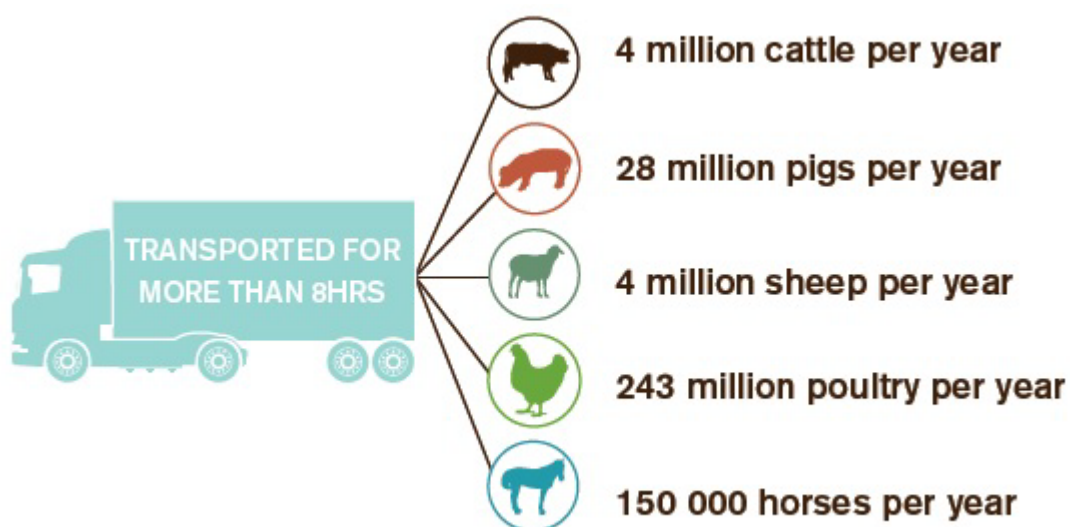 TRANSPORTED FOR
MORE THAN 8HRS
4 million cattle per year
28 million pigs per year
4 million sheep per year
243 million poultry per year
150 000 horses per year